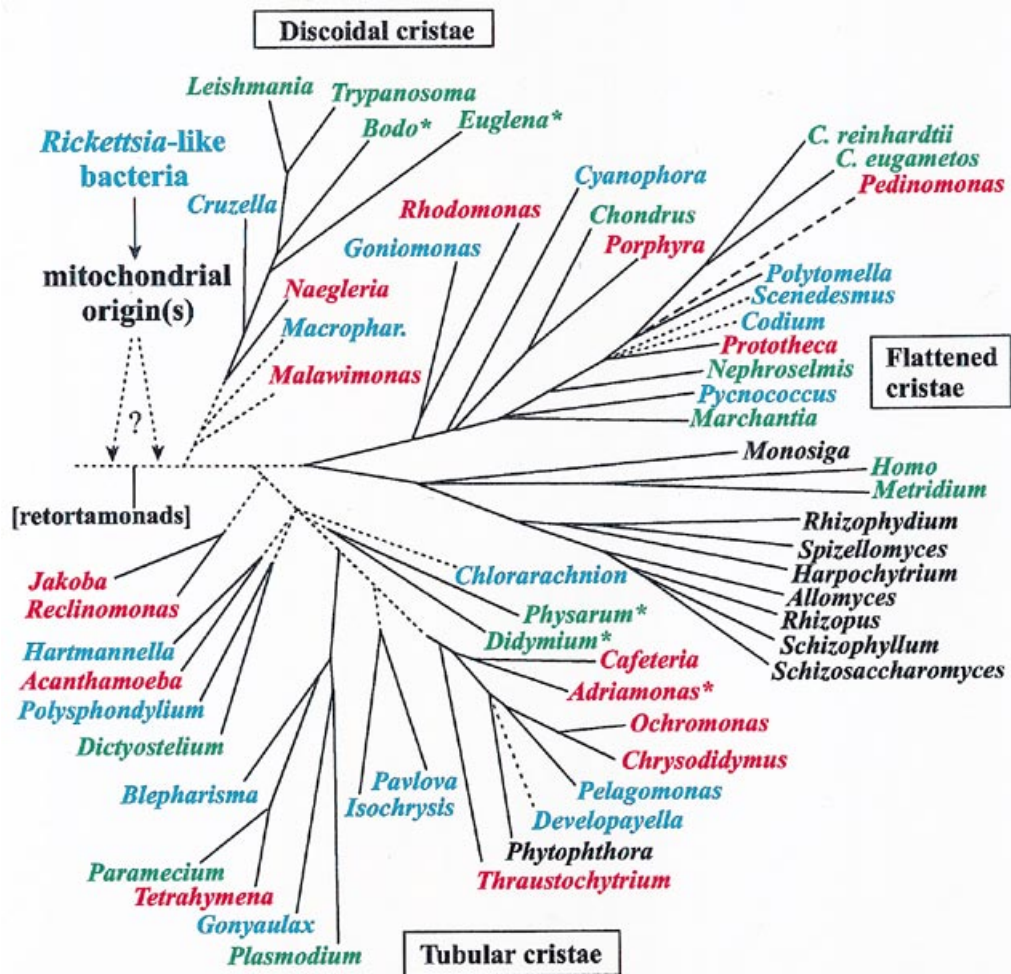 Discoidal cristae
Leishmania
Trypanosoma
Bodo*
Euglena*
Rickettsia-like
bacteria
Cruzella
mitochondrial
origin(s)
Naegleria
Macrophar.
Malawimonas
?
[retortamonads]
Goniomonas
Rhodomonas
Cyanophora
Chondrus
Porphyra
C. reinhardtii
C. eugametos
Pedinomonas
Polytomella
Scenedesmus
Codium
Prototheca
Nephroselmis
Pycnococcus
Marchantia
Flattened
cristae
Monosiga
Homo
Metridium
Rhizophydium
Spizellomyces
Harpochytrium
Allomyces
Rhizopus
Schizophyllum
Schizosaccharomyces
Jakoba
Reclinomonas
Hartmannella
Acanthamoeba
Polysphondylium
Dictyostelium
Chlorarachnion
Physarum*
Didymium*
Cafeteria
Adriamonas*
Ochromonas
Chrysodidymus
Pelagomonas
Developayella
Phytophthora
Thraustochytrium
Pavlova
Isochrysis
Blepharisma
Paramecium
Tetrahymena
Gonyaulax
Plasmodium
Tubular cristae